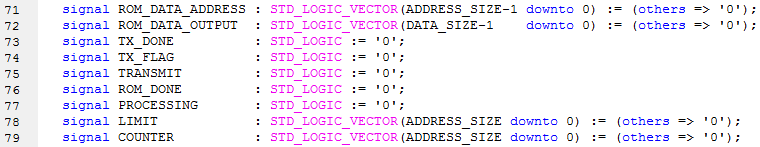 71 signal ROM_DATA_ADDRESS : STD_LOGIC_VECTOR(ADDRESS_SIZE-1 downto 0) := (others => '0');
72 signal ROM_DATA_OUTPUT : STD_LOGIC_VECTOR(DATA_SIZE-1 downto 0) := (others => '0');
73 signal TX_DONE : STD_LOGIC := '0';
74 signal TX_FLAG : STD_LOGIC := '0';
75 signal TRANSMIT : STD_LOGIC := '0';
76 signal ROM_DONE : STD_LOGIC := '0';
77 signal PROCESSING : STD_LOGIC := '0';
78 signal LIMIT : STD_LOGIC_VECTOR(ADDRESS_SIZE downto 0) := (others => '0');
79 signal COUNTER : STD_LOGIC_VECTOR(ADDRESS_SIZE downto 0) := (others => '0');